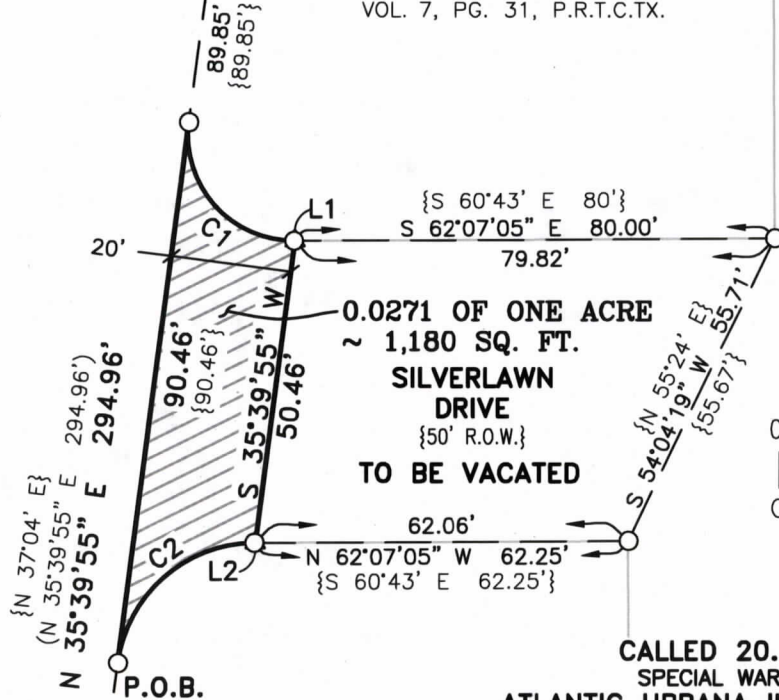 VOL. 7, PG. 31, P.R.T.C.TX.
89.85'
{89.85'}
L1
{S 60°43' E 80'}
S 62°07'05" E 80.00'
79.82'
C1
20'
0.0271 OF ONE ACRE
~ 1,180 SQ. FT.
SILVERLAWN
DRIVE
{50' R.O.W.}
TO BE VACATED
90.46'
{90.46'}
S 35°39'55" W
50.46'
{N 55°24' E}
S 54°04'19" W 55.71'
{55.67'}
{N 37°04' E}
(N 35°39'55" E 294.96')
N 35°39'55" E 294.96'
62.06'
N 62°07'05" W 62.25'
{S 60°43' E 62.25'}
C2
L2
P.O.B.
CALLED 20.
SPECIAL WAR
ATLANTIC URBANA